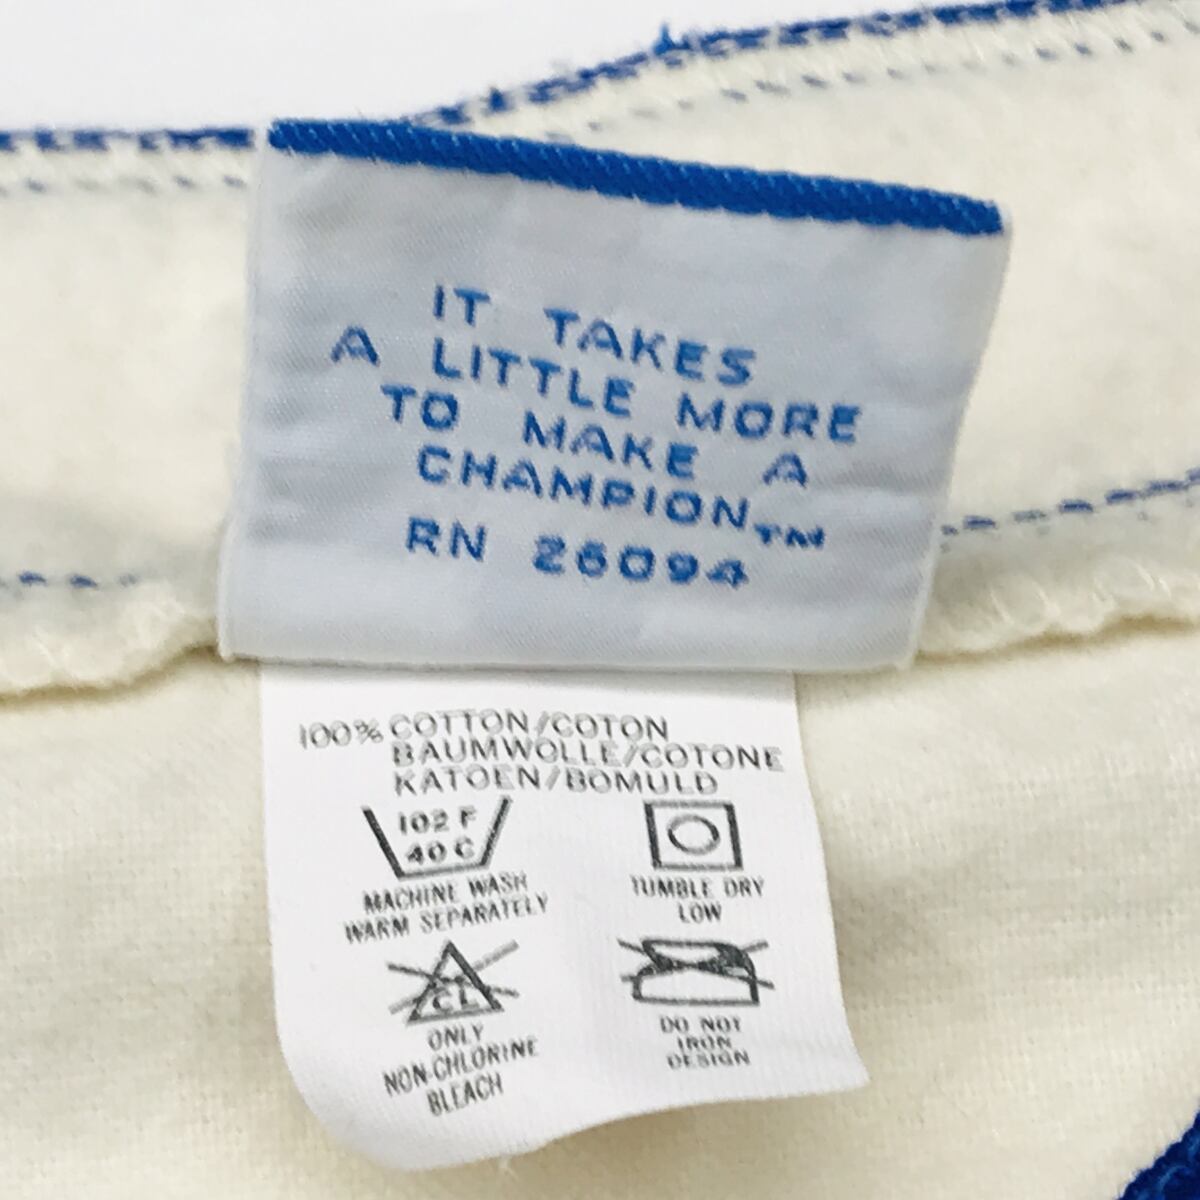 IT TAKES
A LITTLE MORE
TO MAKE A
CHAMPION™
RN 26094
100% COTTON/COTON
BAUMWOLLE/COTONE
KATOEN/BOMULD
102 F
40 C
MACHINE WASH
WARM SEPARATELY
TUMBLE DRY
LOW
CL
ONLY
NON-CHLORINE
BLEACH
DO NOT
IRON
DESIGN